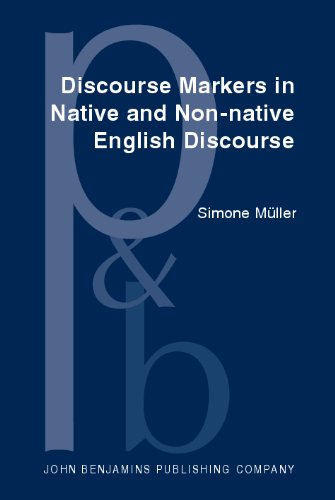 Discourse Markers in
Native and Non-native
English Discourse
Simone Müller
p
&
b
JOHN BENJAMINS PUBLISHING COMPANY